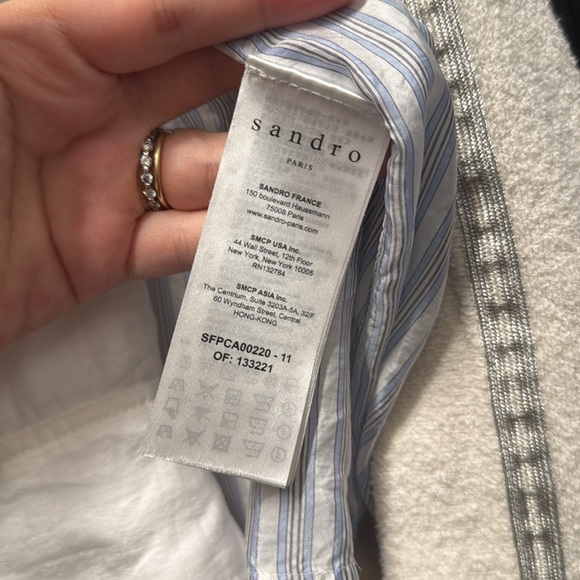 sandro
PARIS
SANDRO FRANCE
150 boulevard Haussmann
75008 Paris
www.sandro-paris.com
SMCP USA Inc.
44 Wall Street, 12th Floor
New York, New York 10005
RN132784
SMCP ASIA Inc.
The Centrium, Suite 3203A-5A, 32/F
60 Wyndham Street, Central
HONG-KONG
SFPCA00220 - 11
OF: 133221